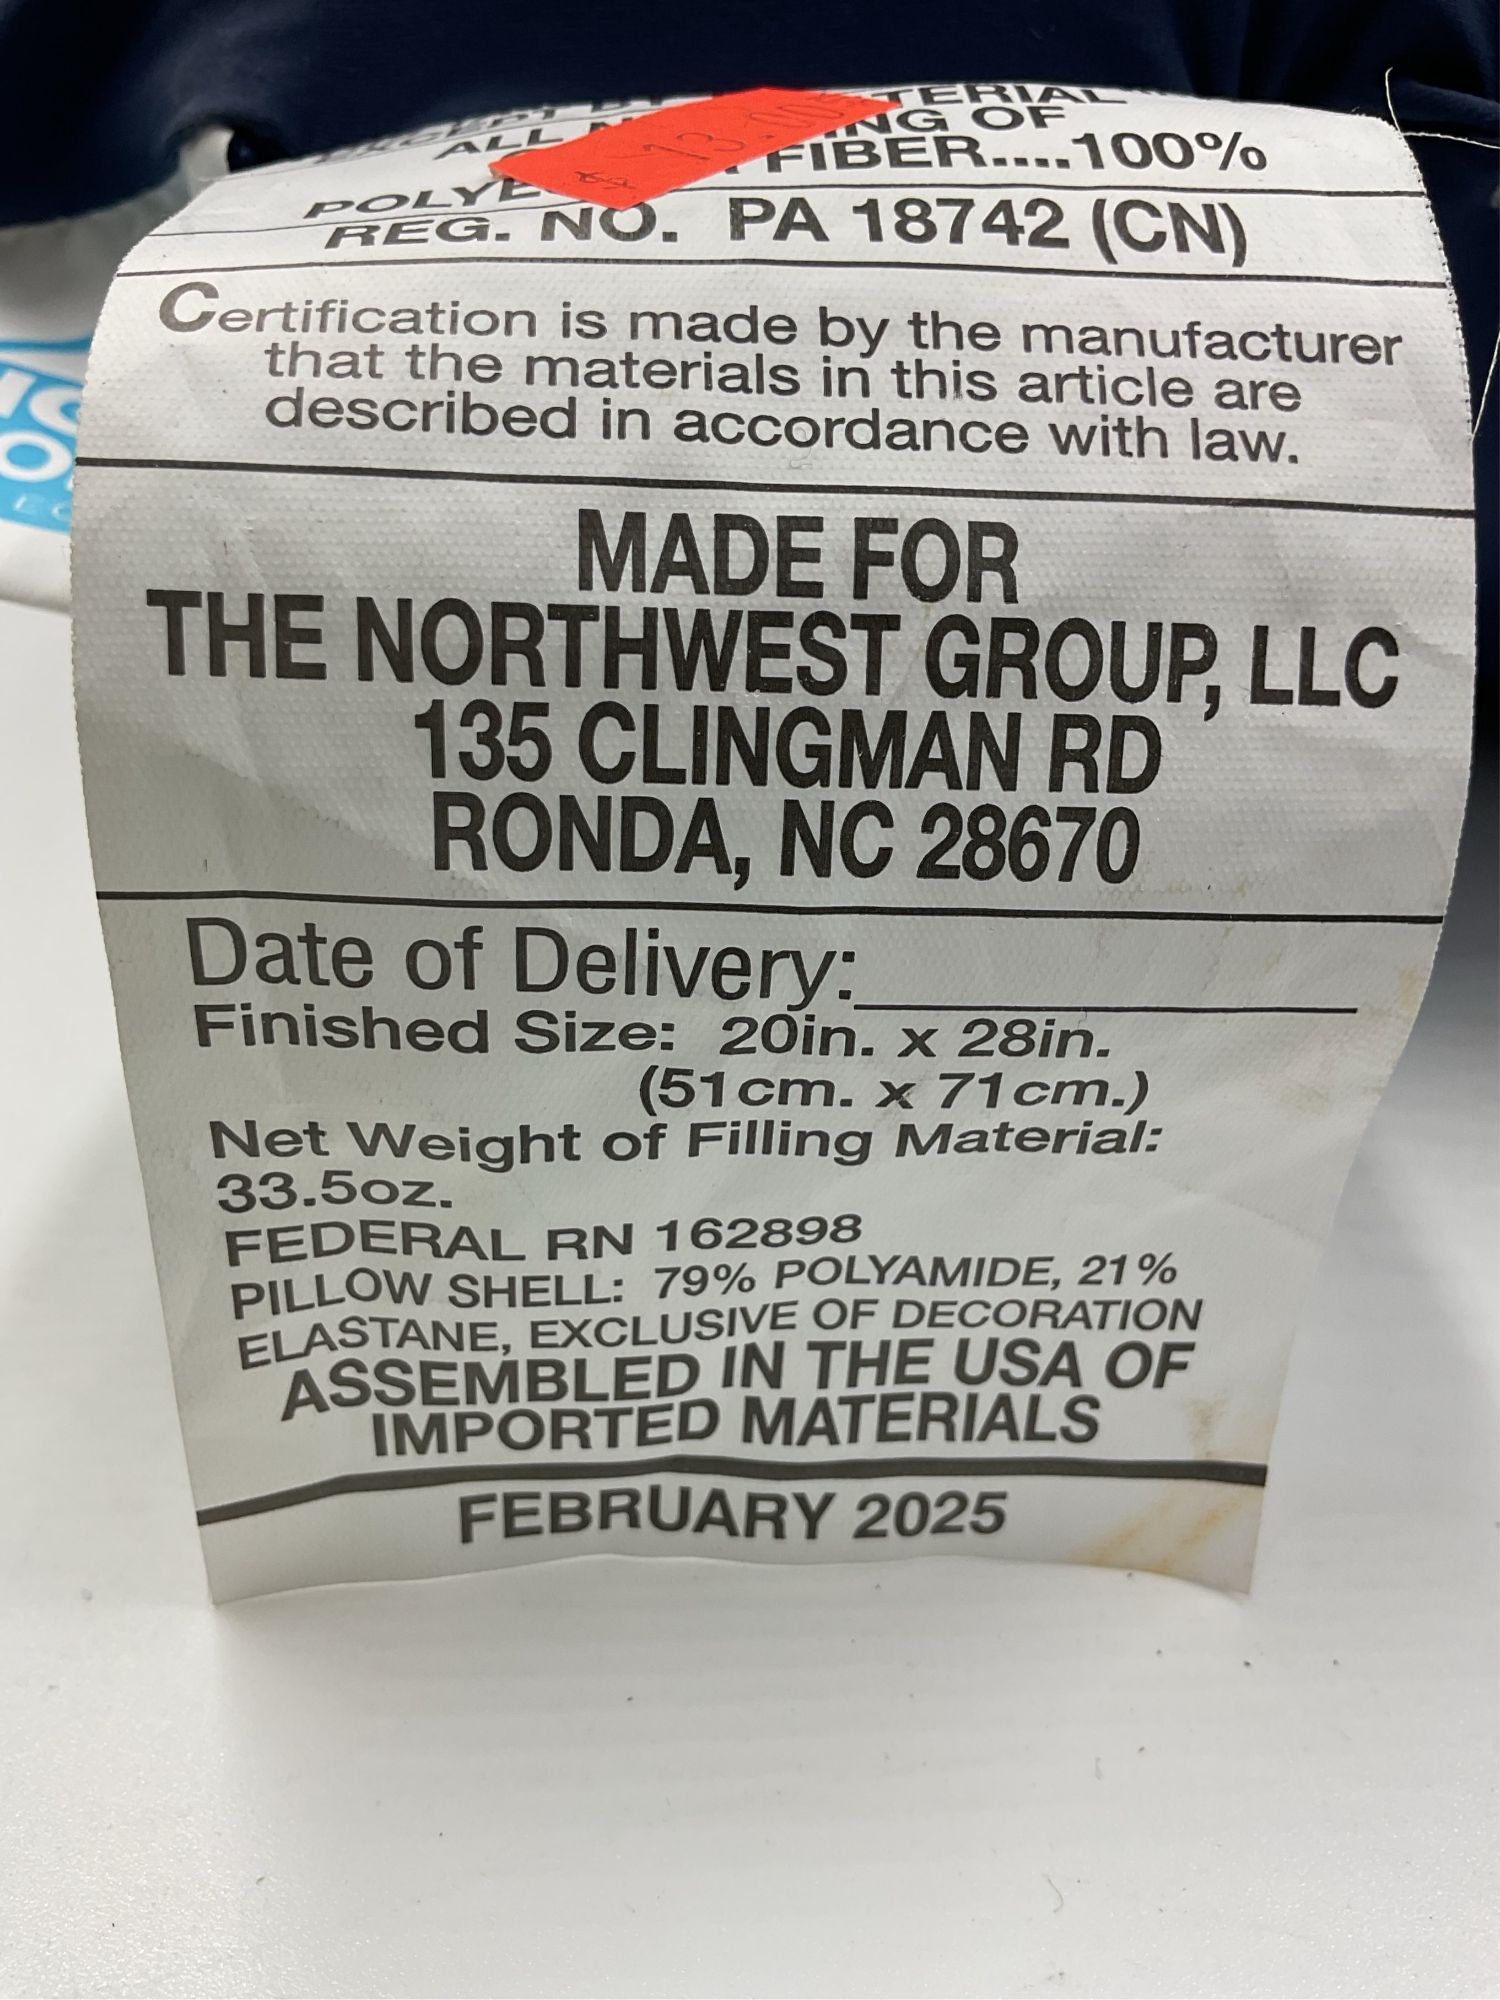 ALL
ING OF
FIBER....100%
REG. NO. PA 18742 (CN)
Certification is made by the manufacturer
that the materials in this article are
described in accordance with law.
MADE FOR
THE NORTHWEST GROUP, LLC
135 CLINGMAN RD
RONDA, NC 28670
Date of Delivery:
Finished Size: 20in. x 28in.
(51cm. x 71cm.)
Net Weight of Filling Material:
33.5oz.
FEDERAL RN 162898
PILLOW SHELL: 79% POLYAMIDE, 21%
ELASTANE, EXCLUSIVE OF DECORATION
ASSEMBLED IN THE USA OF
IMPORTED MATERIALS
FEBRUARY 2025